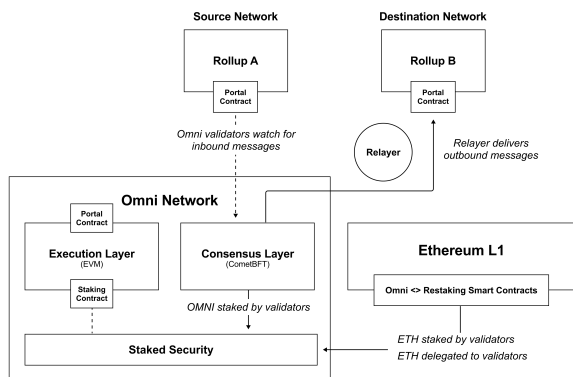 Source Network
Destination Network
Rollup A
Rollup B
Portal
Contract
Portal
Contract
Omni validators watch for
inbound messages
Relayer
Relayer delivers
outbound messages
Omni Network
Portal
Contract
Execution Layer
(EVM)
Consensus Layer
(CometBFT)
Ethereum L1
Staking
Contract
OMNI staked by validators
Omni <> Restaking Smart Contracts
Staked Security
ETH staked by validators
ETH delegated to validators